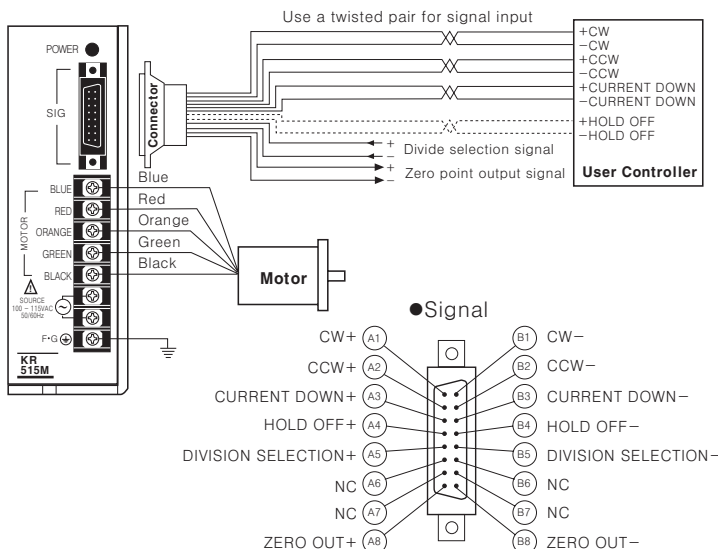 Use a twisted pair for signal input
POWER
SIG
Connector
+CW
−CW
+CCW
−CCW
+CURRENT DOWN
−CURRENT DOWN
+HOLD OFF
−HOLD OFF
User Controller
+ Divide selection signal
−
+ Zero point output signal
−
MOTOR
BLUE
RED
ORANGE
GREEN
BLACK
Blue
Red
Orange
Green
Black
Motor
SOURCE
100 − 115VAC
50/60Hz
F•G
KR
515M
●Signal
CW+ A1 B1 CW−
CCW+ A2 B2 CCW−
CURRENT DOWN+ A3 B3 CURRENT DOWN−
HOLD OFF+ A4 B4 HOLD OFF−
DIVISION SELECTION+ A5 B5 DIVISION SELECTION−
NC A6 B6 NC
NC A7 B7 NC
ZERO OUT+ A8 B8 ZERO OUT−